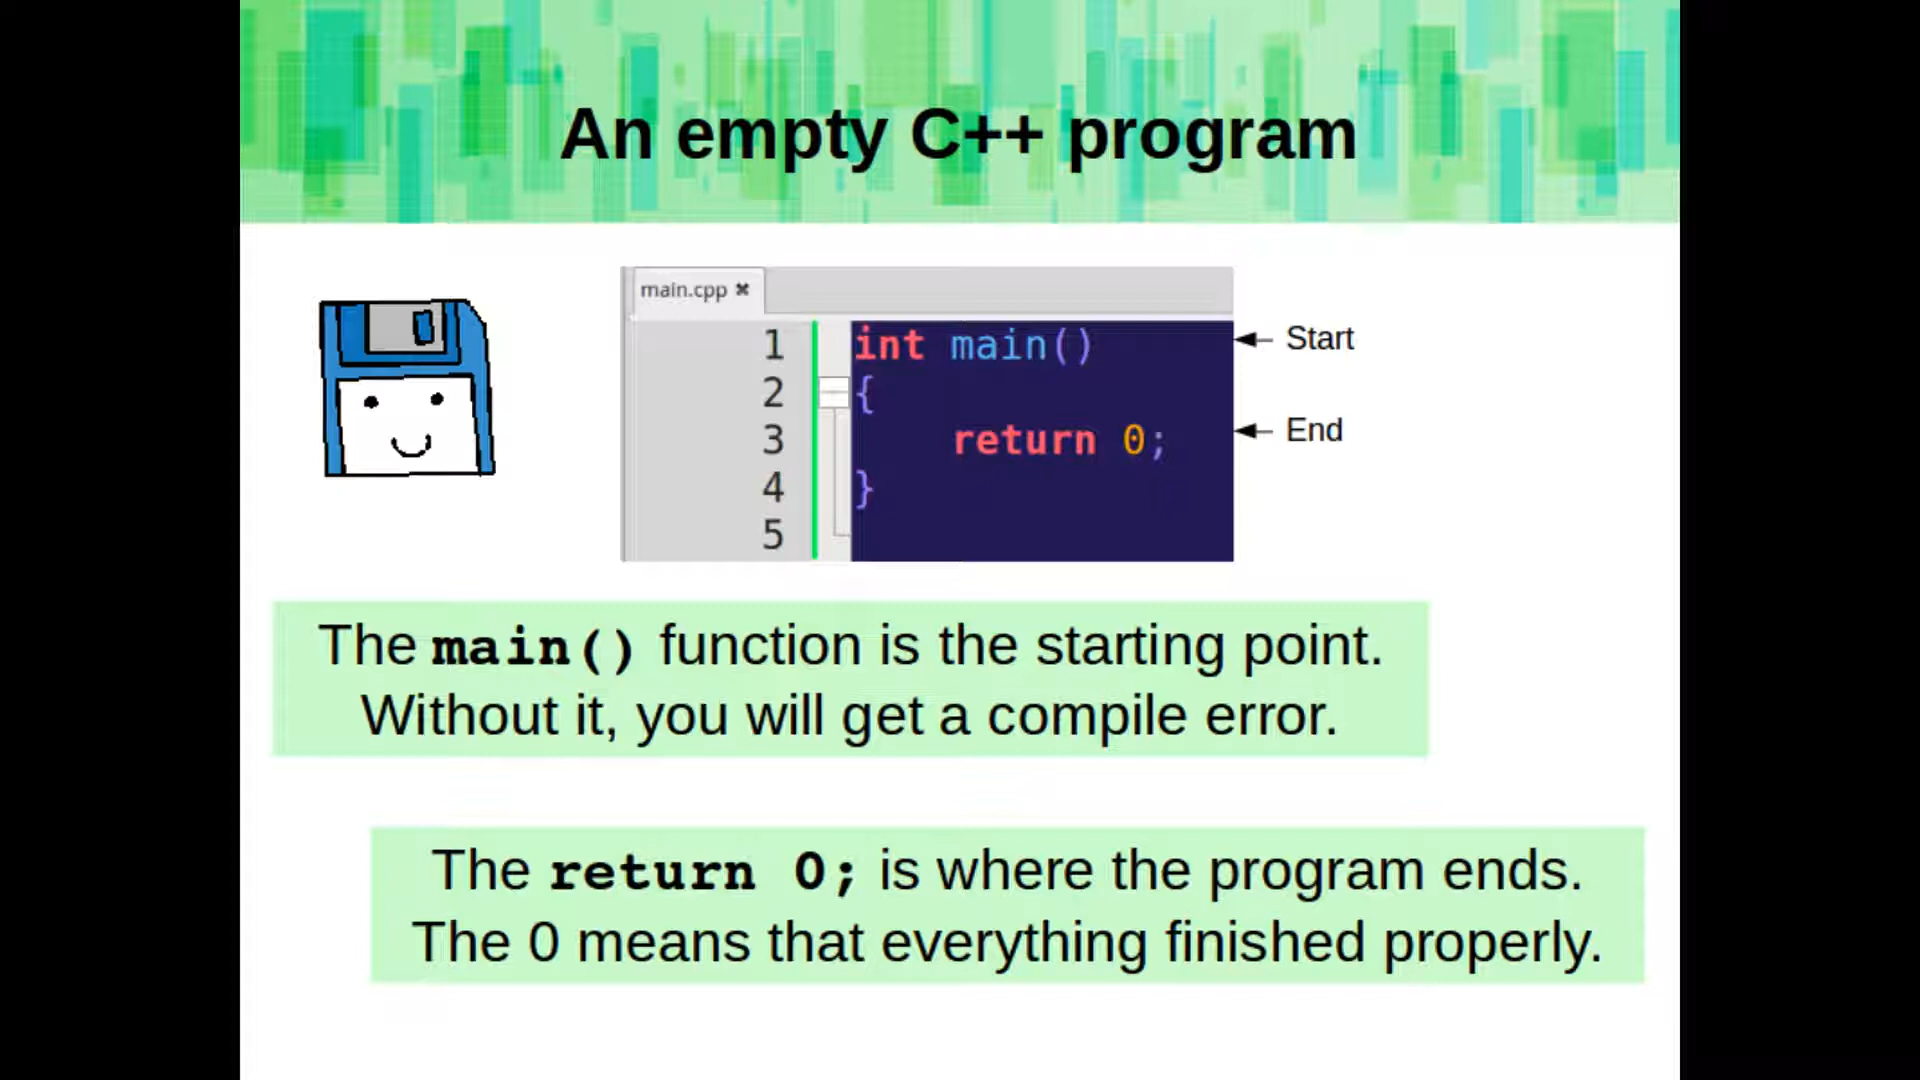 An empty C++ program
main.cpp ✖
1 int main()
Start
2 {
3 return 0;
End
4 }
5
The main() function is the starting point.
Without it, you will get a compile error.
The return 0; is where the program ends.
The 0 means that everything finished properly.